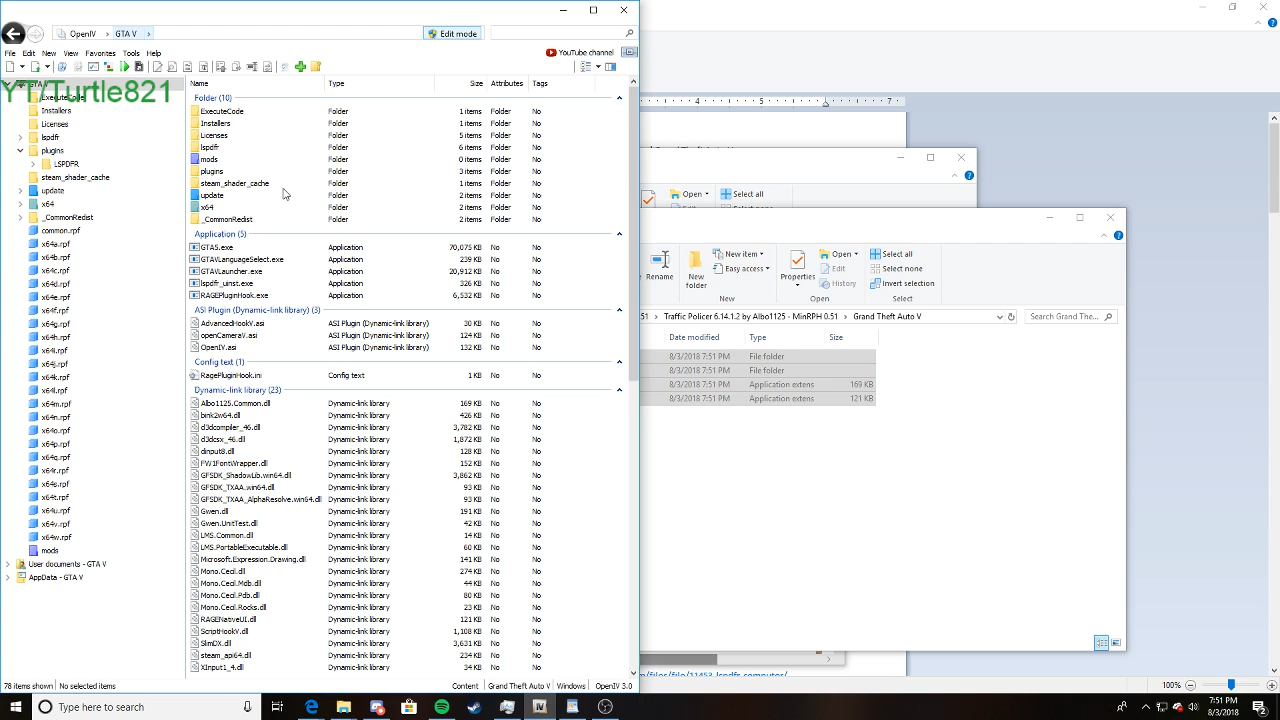 OpenIV GTA V Edit mode
File Edit New View Favorites Tools Help YouTube channel
YT/Turtle821
GTA V
ExecuteCode
Installers
Licenses
lspdfr
plugins
LSPDFR
steam_shader_cache
update
x64
_CommonRedist
common.rpf
x64a.rpf
x64b.rpf
x64c.rpf
x64d.rpf
x64e.rpf
x64f.rpf
x64g.rpf
x64h.rpf
x64i.rpf
x64j.rpf
x64k.rpf
x64l.rpf
x64m.rpf
x64n.rpf
x64o.rpf
x64p.rpf
x64q.rpf
x64r.rpf
x64s.rpf
x64t.rpf
x64u.rpf
x64v.rpf
x64w.rpf
mods
User documents - GTA V
AppData - GTA V
Name Type Size Attributes Tags
Folder (10)
ExecuteCode Folder 1 items Folder No
Installers Folder 1 items Folder No
Licenses Folder 5 items Folder No
lspdfr Folder 6 items Folder No
mods Folder 0 items Folder No
plugins Folder 3 items Folder No
steam_shader_cache Folder 1 items Folder No
update Folder 2 items Folder No
x64 Folder 2 items Folder No
_CommonRedist Folder 2 items Folder No
Application (5)
GTA5.exe Application 70,075 KB No No
GTAVLanguageSelect.exe Application 239 KB No No
GTAVLauncher.exe Application 20,912 KB No No
lspdfr_uinst.exe Application 326 KB No No
RAGEPluginHook.exe Application 6,532 KB No No
ASI Plugin (Dynamic-link library) (3)
AdvancedHookV.asi ASI Plugin (Dynamic-link library) 30 KB No No
openCameraV.asi ASI Plugin (Dynamic-link library) 124 KB No No
OpenIV.asi ASI Plugin (Dynamic-link library) 132 KB No No
Config text (1)
RagePluginHook.ini Config text 1 KB No No
Dynamic-link library (23)
Albo1125.Common.dll Dynamic-link library 169 KB No No
bink2w64.dll Dynamic-link library 426 KB No No
d3dcompiler_46.dll Dynamic-link library 3,782 KB No No
d3dcsx_46.dll Dynamic-link library 1,872 KB No No
dinput8.dll Dynamic-link library 128 KB No No
FW1FontWrapper.dll Dynamic-link library 152 KB No No
GFSDK_ShadowLib.win64.dll Dynamic-link library 3,862 KB No No
GFSDK_TXAA.win64.dll Dynamic-link library 93 KB No No
GFSDK_TXAA_AlphaResolve.win64.dll Dynamic-link library 93 KB No No
Gwen.dll Dynamic-link library 191 KB No No
Gwen.UnitTest.dll Dynamic-link library 42 KB No No
LMS.Common.dll Dynamic-link library 14 KB No No
LMS.PortableExecutable.dll Dynamic-link library 60 KB No No
Microsoft.Expression.Drawing.dll Dynamic-link library 119 KB No No
Mono.Cecil.dll Dynamic-link library 274 KB No No
Mono.Cecil.Mdb.dll Dynamic-link library 44 KB No No
Mono.Cecil.Pdb.dll Dynamic-link library 80 KB No No
Mono.Cecil.Rocks.dll Dynamic-link library 23 KB No No
RAGENativeUI.dll Dynamic-link library 121 KB No No
ScriptHookV.dll Dynamic-link library 1,108 KB No No
SlimDX.dll Dynamic-link library 3,631 KB No No
steam_api64.dll Dynamic-link library 234 KB No No
XInput1_4.dll Dynamic-link library 34 KB No No
78 items shown No selected items Content Grand Theft Auto V Windows OpenIV 3.0
4 5 6 7
Open Select all
Rename
New folder
New item
Easy access
New
Properties
Open
Edit
History
Open
Select all
Select none
Invert selection
Select
51 Traffic Policer 6.14.1.2 by Albo1125 - MinRPH 0.51 Grand Theft Auto V Search Grand The...
Date modified Type Size
8/3/2018 7:51 PM File folder
8/3/2018 7:51 PM File folder
8/3/2018 7:51 PM Application extens 169 KB
8/3/2018 7:51 PM Application extens 121 KB
100%
Type here to search
7:51 PM
8/3/2018
2